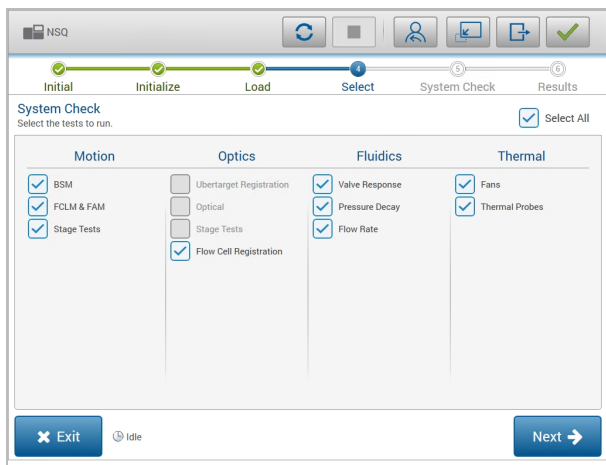 NSQ
4
5
6
Initial
Initialize
Load
Select
System Check
Results
System Check
Select the tests to run.
Select All
Motion
Optics
Fluidics
Thermal
BSM
Ubertarget Registration
Valve Response
Fans
FCLM & FAM
Optical
Pressure Decay
Thermal Probes
Stage Tests
Stage Tests
Flow Rate
Flow Cell Registration
Exit
Idle
Next